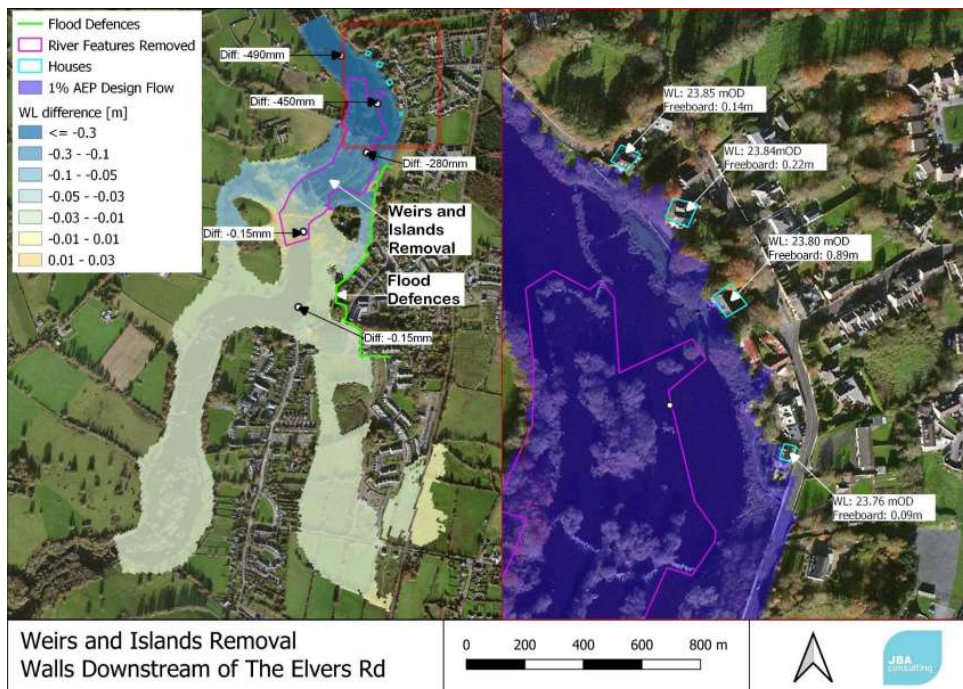 Flood Defences
River Features Removed
Houses
1% AEP Design Flow
WL difference [m]
<= -0.3
-0.3 - -0.1
-0.1 - -0.05
-0.05 - -0.03
-0.03 - -0.01
-0.01 - 0.01
0.01 - 0.03
Diff: -490mm
Diff: -450mm
Diff: -280mm
Weirs and
Islands
Removal
Diff: -0.15mm
Flood
Defences
Diff: -0.15mm
WL: 23.85 mOD
Freeboard: 0.14m
WL: 23.84mOD
Freeboard: 0.22m
WL: 23.80 mOD
Freeboard: 0.89m
WL: 23.76 mOD
Freeboard: 0.09m
Weirs and Islands Removal
Walls Downstream of The Elvers Rd
0 200 400 600 800 m
JBA
consulting